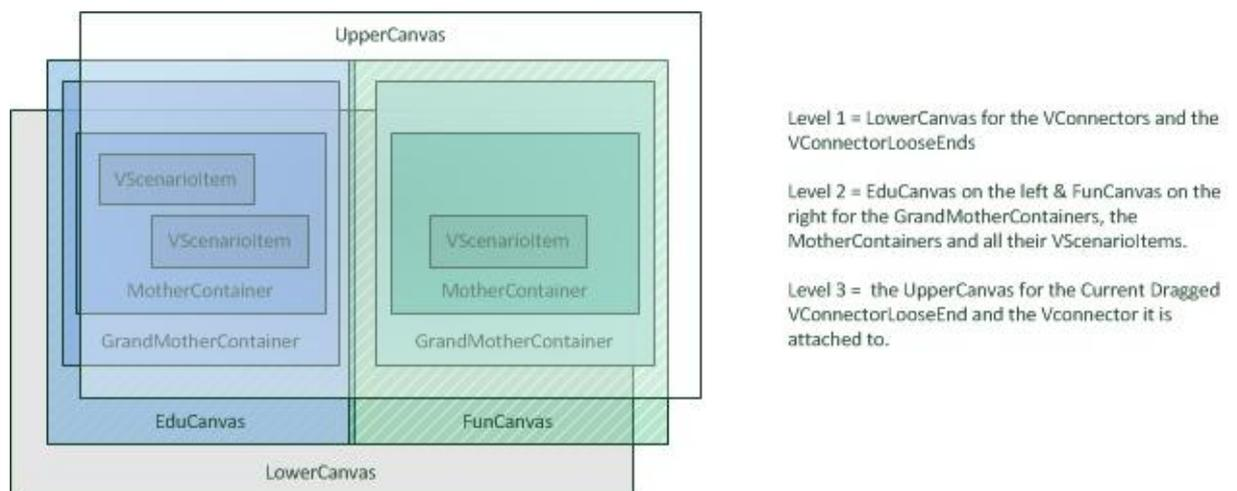 UpperCanvas
VScenarioItem
VScenarioItem
MotherContainer
GrandMotherContainer
EduCanvas
VScenarioItem
MotherContainer
GrandMotherContainer
FunCanvas
LowerCanvas
Level 1 = LowerCanvas for the VConnectors and the
VConnectorLooseEnds
Level 2 = EduCanvas on the left & FunCanvas on the
right for the GrandMotherContainers, the
MotherContainers and all their VScenarioItems.
Level 3 =  the UpperCanvas for the Current Dragged
VConnectorLooseEnd and the Vconnector it is
attached to.